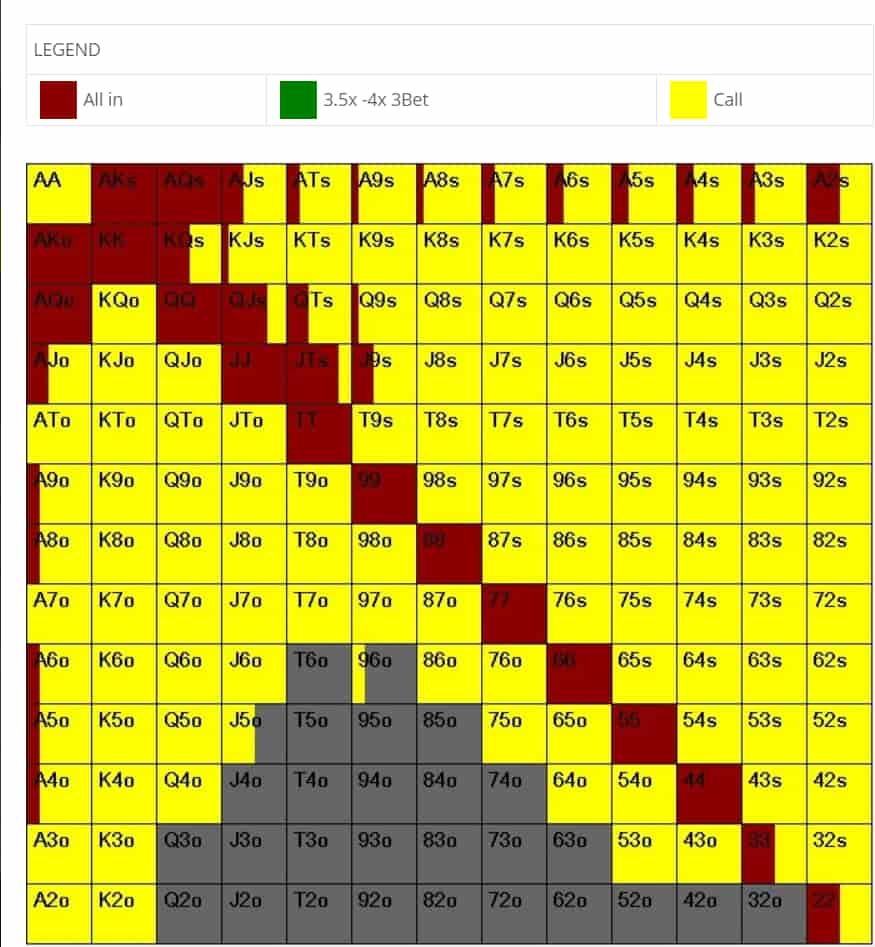 LEGEND
All in 3.5x -4x 3Bet Call
AA AKs AQs AJs ATs A9s A8s A7s A6s A5s A4s A3s A2s
AKo KK KQs KJs KTs K9s K8s K7s K6s K5s K4s K3s K2s
AQo KQo QQ QJs QTs Q9s Q8s Q7s Q6s Q5s Q4s Q3s Q2s
AJo KJo QJo JJ JTs J9s J8s J7s J6s J5s J4s J3s J2s
ATo KTo QTo JTo TT T9s T8s T7s T6s T5s T4s T3s T2s
A9o K9o Q9o J9o T9o 99 98s 97s 96s 95s 94s 93s 92s
A8o K8o Q8o J8o T8o 98o 88 87s 86s 85s 84s 83s 82s
A7o K7o Q7o J7o T7o 97o 87o 77 76s 75s 74s 73s 72s
A6o K6o Q6o J6o T6o 96o 86o 76o 66 65s 64s 63s 62s
A5o K5o Q5o J5o T5o 95o 85o 75o 65o 55 54s 53s 52s
A4o K4o Q4o J4o T4o 94o 84o 74o 64o 54o 44 43s 42s
A3o K3o Q3o J3o T3o 93o 83o 73o 63o 53o 43o 33 32s
A2o K2o Q2o J2o T2o 92o 82o 72o 62o 52o 42o 32o 22